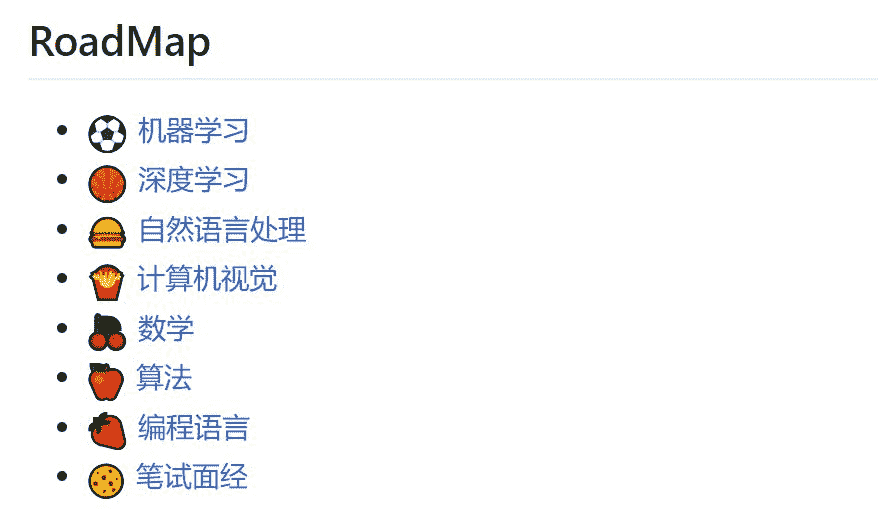 RoadMap
机器学习
深度学习
自然语言处理
计算机视觉
数学
算法
编程语言
笔试面经